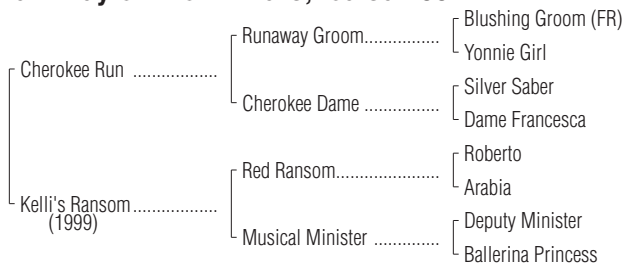 Blushing Groom (FR)
Runaway Groom................
Yonnie Girl
Cherokee Run ..................
Silver Saber
Cherokee Dame ................
Dame Francesca
Roberto
Red Ransom......................
Arabia
Kelli's Ransom..................
(1999)
Deputy Minister
Musical Minister ..............
Ballerina Princess